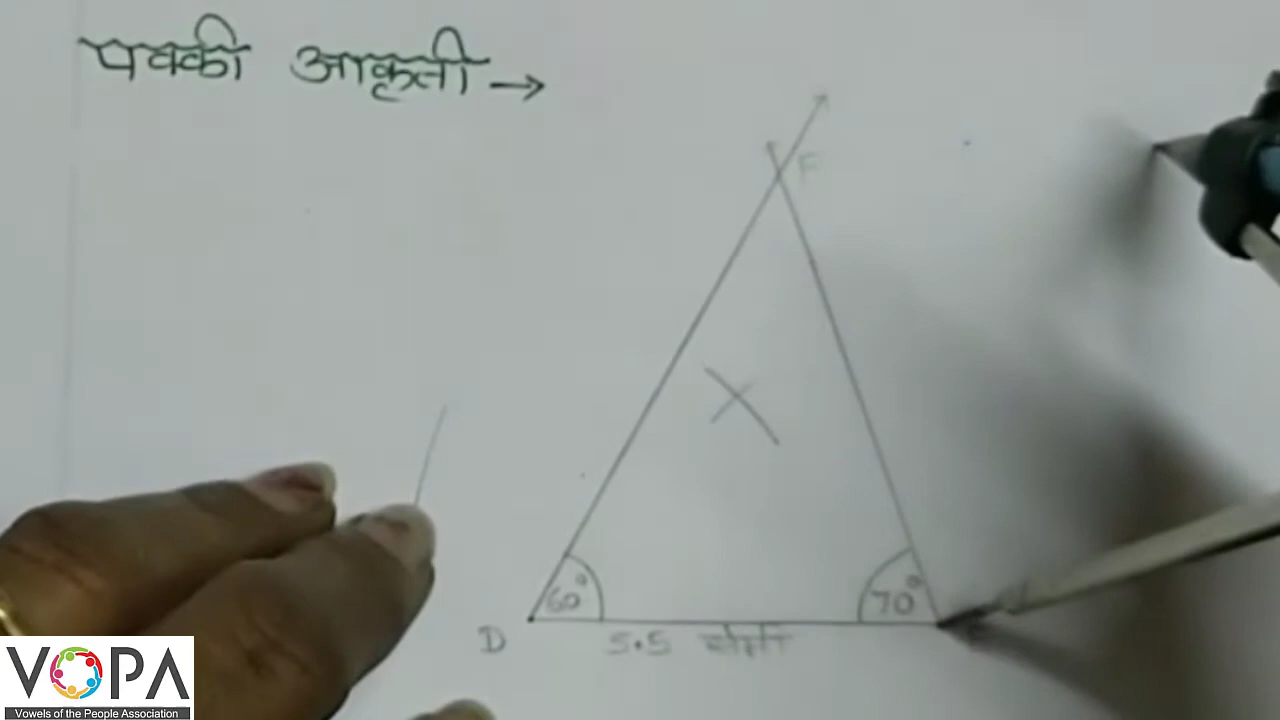 पक्की आकृती →
F
60°
70°
D
5.5 सेमी
VOPA
Vowels of the People Association